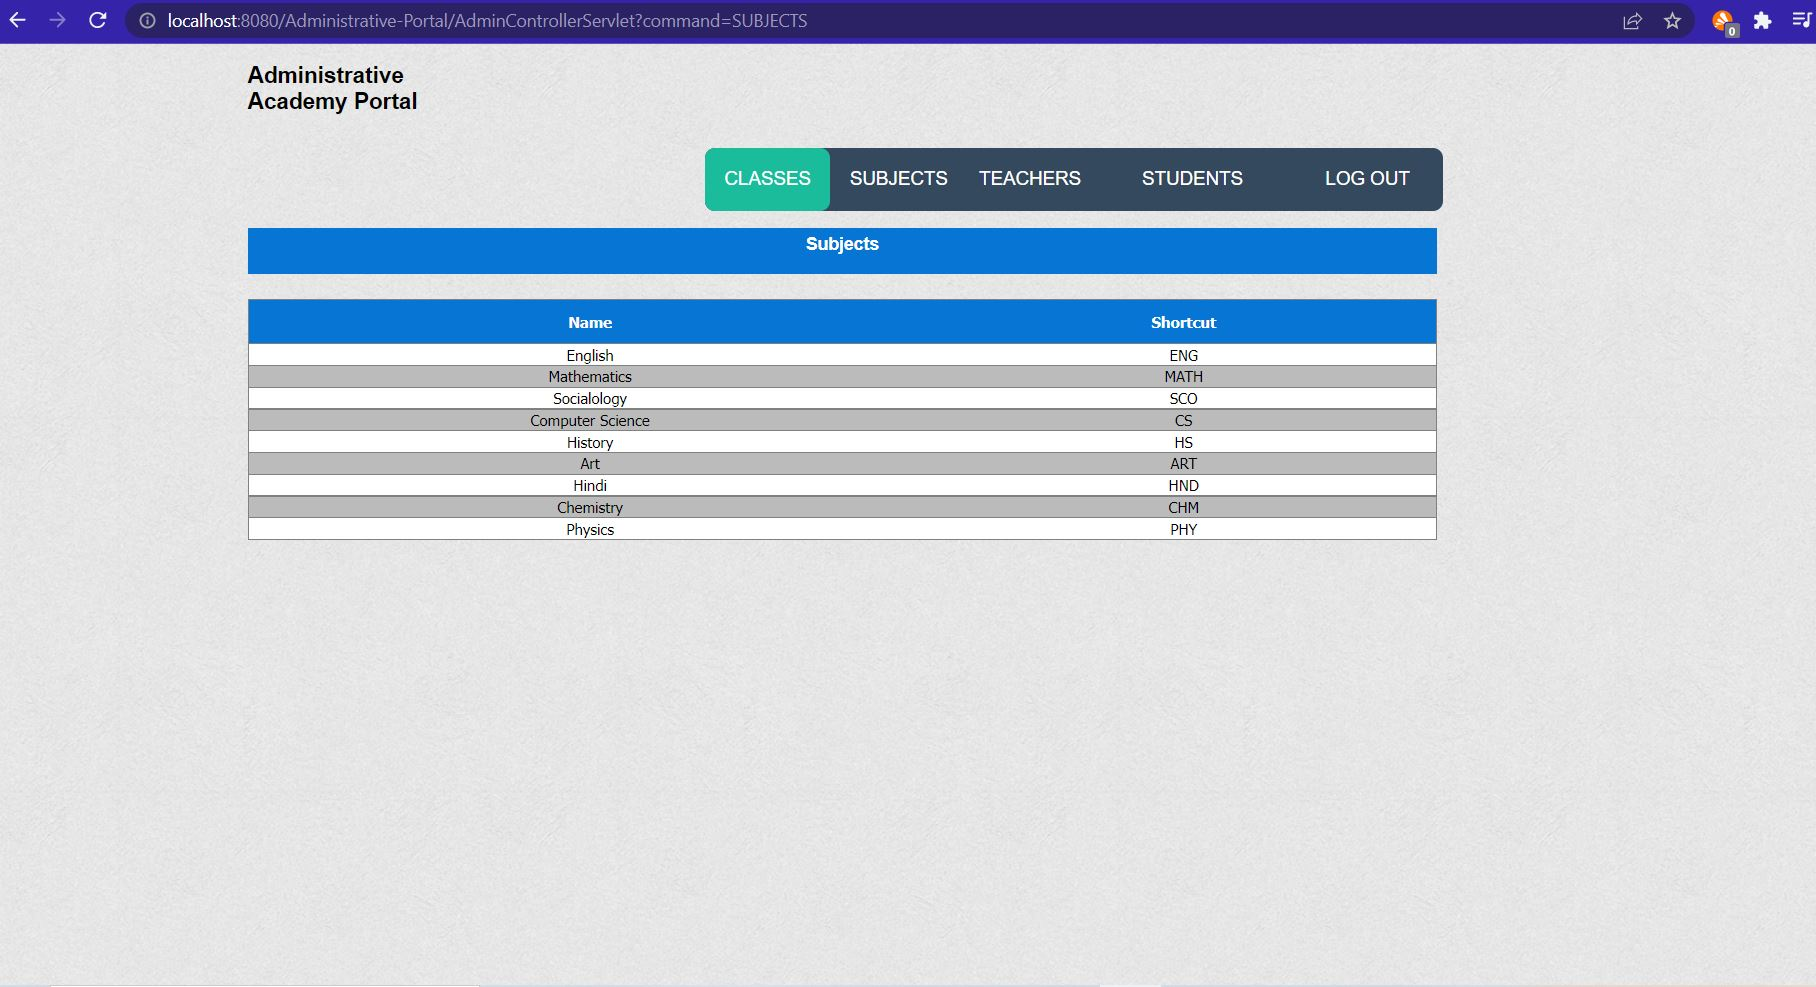 localhost:8080/Administrative-Portal/AdminControllerServlet?command=SUBJECTS
0
Administrative
Academy Portal
CLASSES SUBJECTS TEACHERS STUDENTS LOG OUT
Subjects
Name Shortcut
English ENG
Mathematics MATH
Socialology SCO
Computer Science CS
History HS
Art ART
Hindi HND
Chemistry CHM
Physics PHY